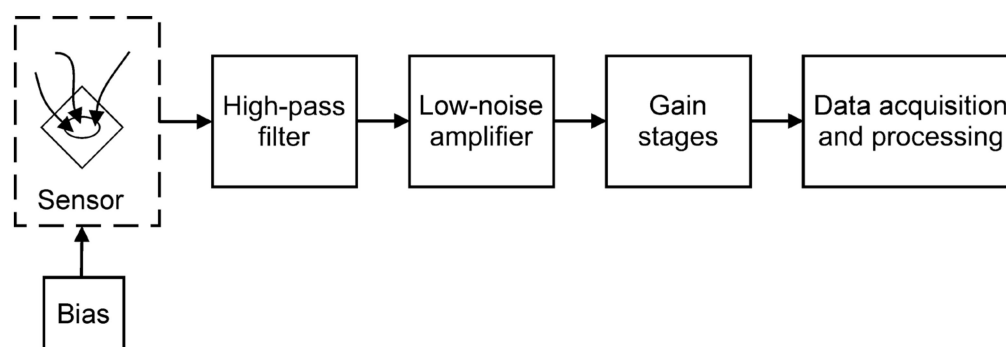 High-pass
filter
Low-noise
amplifier
Gain
stages
Data acquisition
and processing
Sensor
Bias